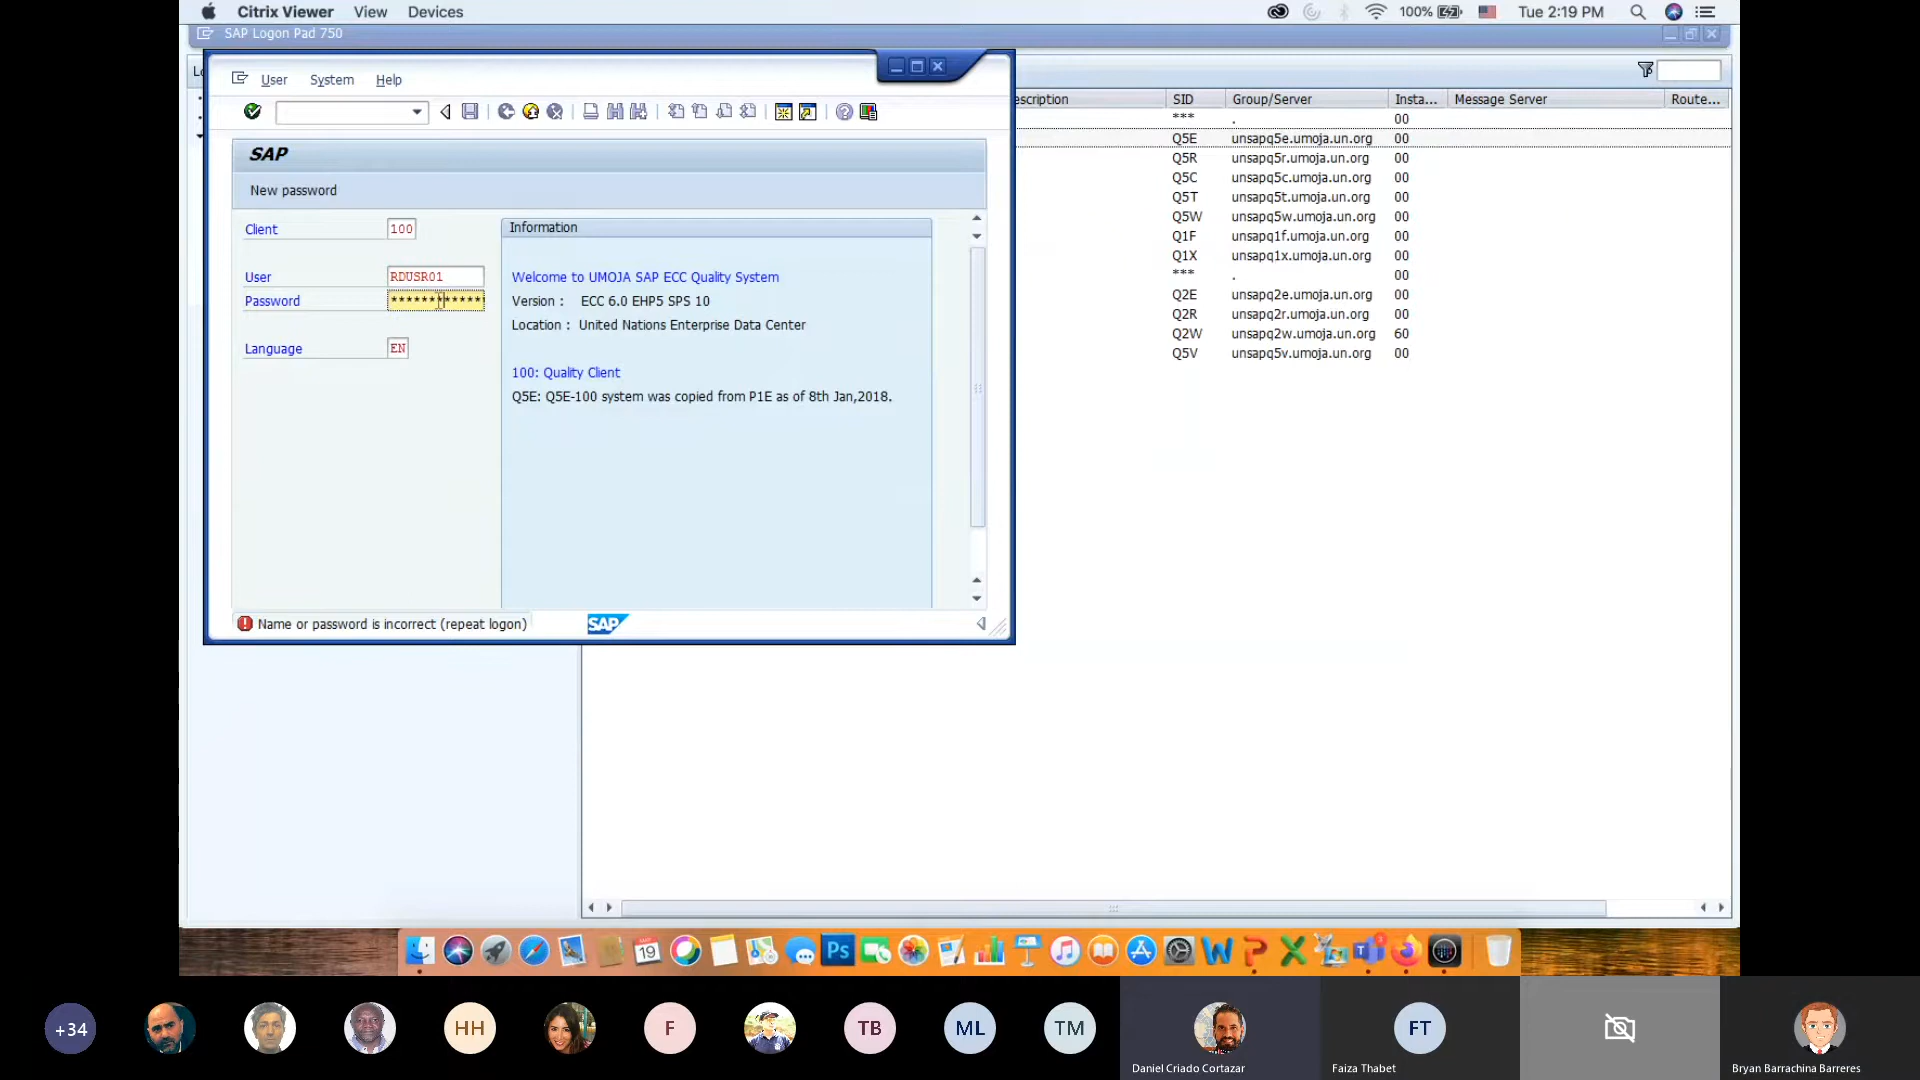 Citrix Viewer View Devices
100% Tue 2:19 PM
SAP Logon Pad 750
User System Help
SAP
New password
Client 100
User RDUSR01
Password *************
Language EN
Information
Welcome to UMOJA SAP ECC Quality System
Version : ECC 6.0 EHP5 SPS 10
Location : United Nations Enterprise Data Center
100: Quality Client
Q5E: Q5E-100 system was copied from P1E as of 8th Jan,2018.
Name or password is incorrect (repeat logon)
SAP
escription SID Group/Server Insta... Message Server Route...
*** . 00
Q5E unsapq5e.umoja.un.org 00
Q5R unsapq5r.umoja.un.org 00
Q5C unsapq5c.umoja.un.org 00
Q5T unsapq5t.umoja.un.org 00
Q5W unsapq5w.umoja.un.org 00
Q1F unsapq1f.umoja.un.org 00
Q1X unsapq1x.umoja.un.org 00
*** . 00
Q2E unsapq2e.umoja.un.org 00
Q2R unsapq2r.umoja.un.org 00
Q2W unsapq2w.umoja.un.org 60
Q5V unsapq5v.umoja.un.org 00
19
Ps
+34
HH
F
TB
ML
TM
Daniel Criado Cortazar
FT
Faiza Thabet
Bryan Barrachina Barreres